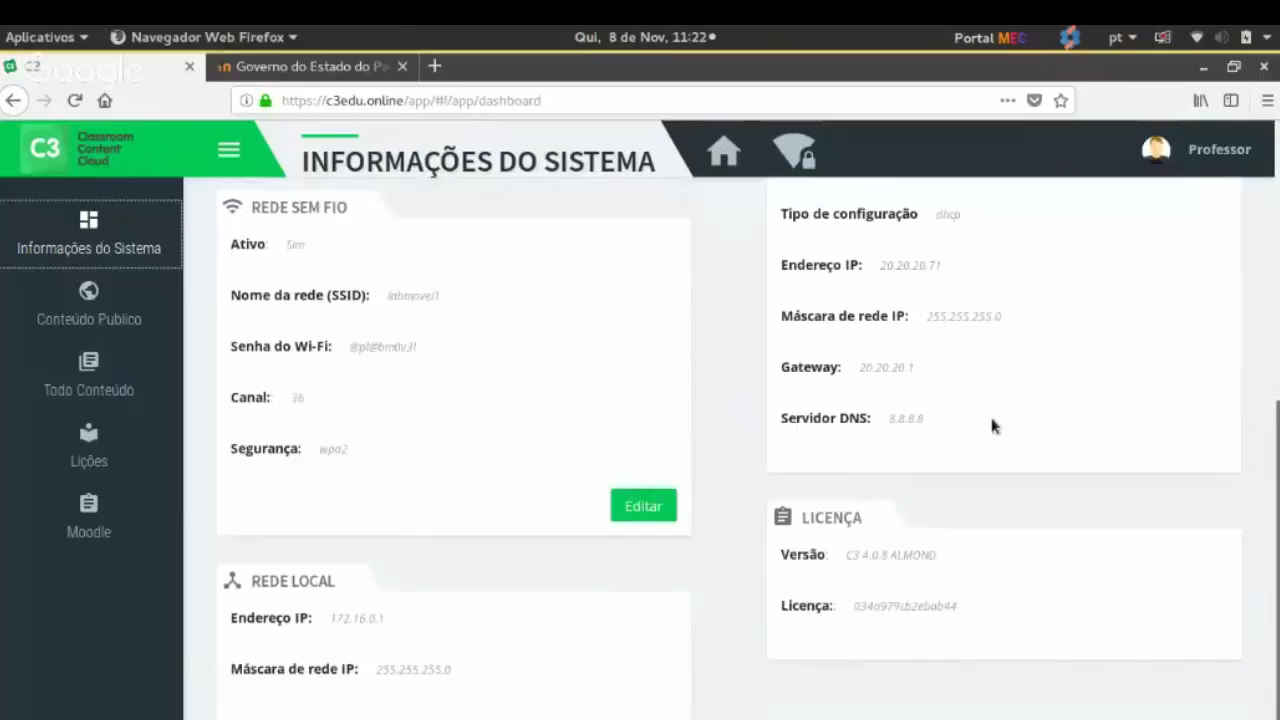 Aplicativos
Navegador Web Firefox
Qui, 8 de Nov, 11:22
Portal MEC
pt
C3
Google
Governo do Estado do Pa
https://c3edu.online/app/#!/app/dashboard
C3
Classroom
Content
Cloud
INFORMAÇÕES DO SISTEMA
Professor
Informações do Sistema
Conteúdo Publico
Todo Conteúdo
Lições
Moodle
REDE SEM FIO
Ativo:
Nome da rede (SSID):
Senha do Wi-Fi:
Canal: 36
Segurança: wpa2
Editar
REDE LOCAL
Endereço IP: 172.16.0.1
Máscara de rede IP: 255.255.255.0
Tipo de configuração dhcp
Endereço IP: 20.20.20.71
Máscara de rede IP: 255.255.255.0
Gateway: 20.20.20.1
Servidor DNS: 8.8.8.8
LICENÇA
Versão: C3 4.0.8 ALMOND
Licença: 034a979cb2ebab44